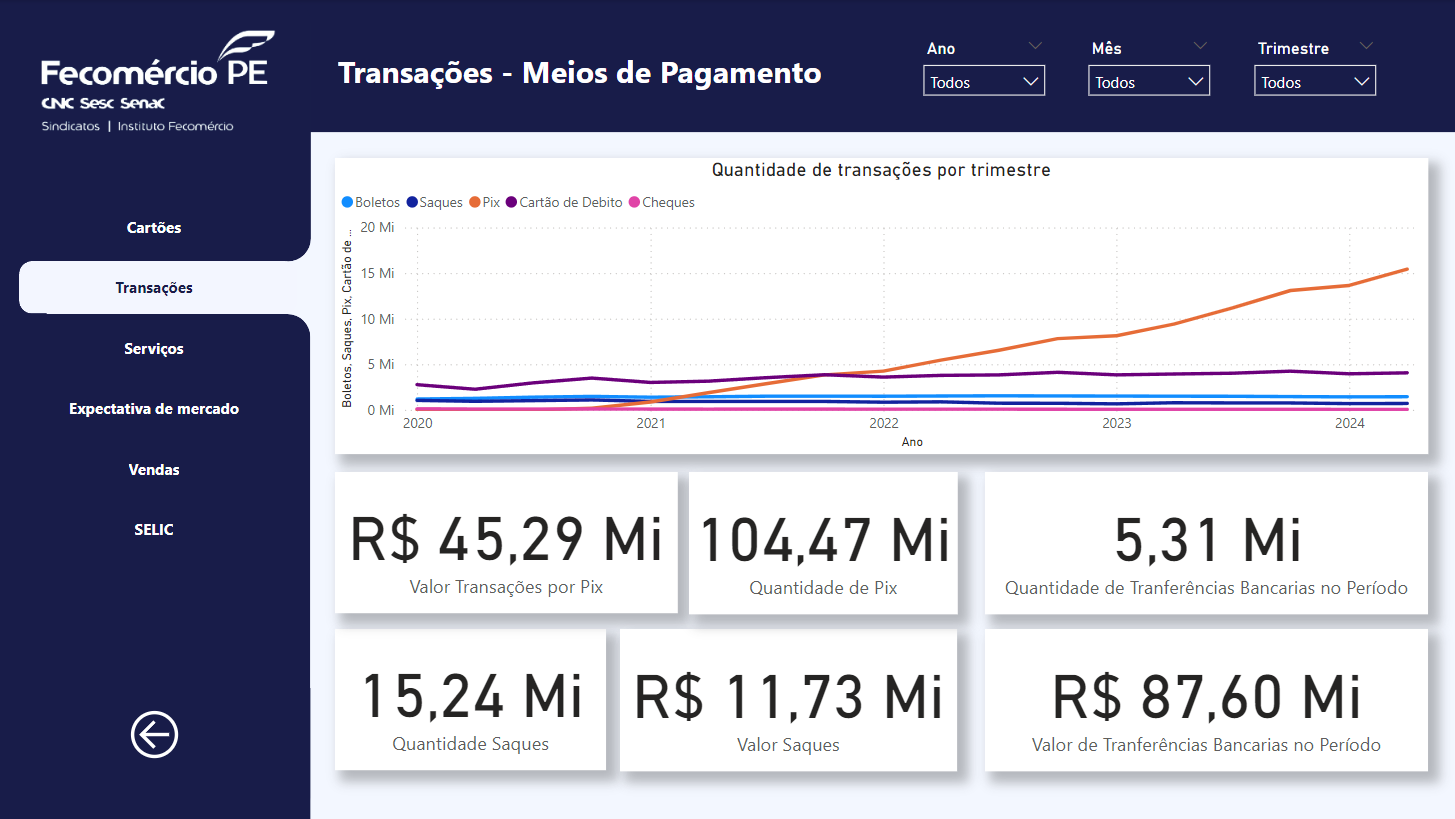 Fecomércio PE
CNC Sesc Senac
Sindicatos | Instituto Fecomércio
Transações - Meios de Pagamento
Ano
Todos
Mês
Todos
Trimestre
Todos
Cartões
Transações
Serviços
Expectativa de mercado
Vendas
SELIC
Quantidade de transações por trimestre
Boletos Saques Pix Cartão de Debito Cheques
Boletos, Saques, Pix, Cartão de ...
20 Mi
15 Mi
10 Mi
5 Mi
0 Mi
2020 2021 2022 2023 2024
Ano
R$ 45,29 Mi
Valor Transações por Pix
104,47 Mi
Quantidade de Pix
5,31 Mi
Quantidade de Tranferências Bancarias no Período
15,24 Mi
Quantidade Saques
R$ 11,73 Mi
Valor Saques
R$ 87,60 Mi
Valor de Tranferências Bancarias no Período